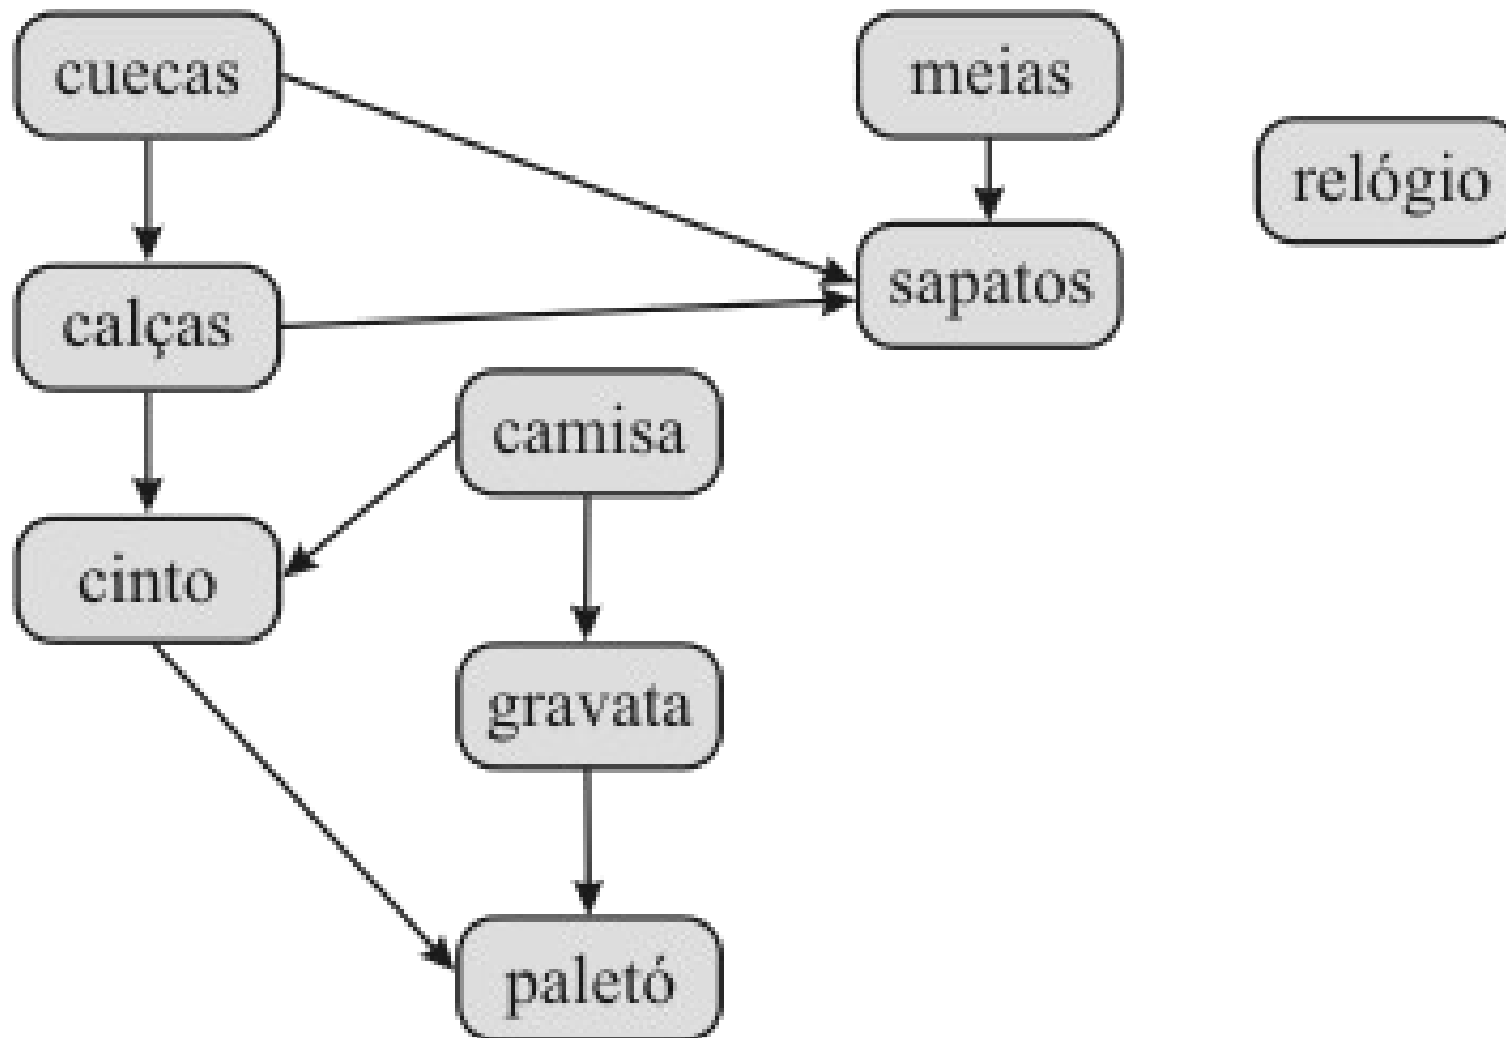 cuecas
meias
relógio
sapatos
calças
camisa
cinto
gravata
paletó